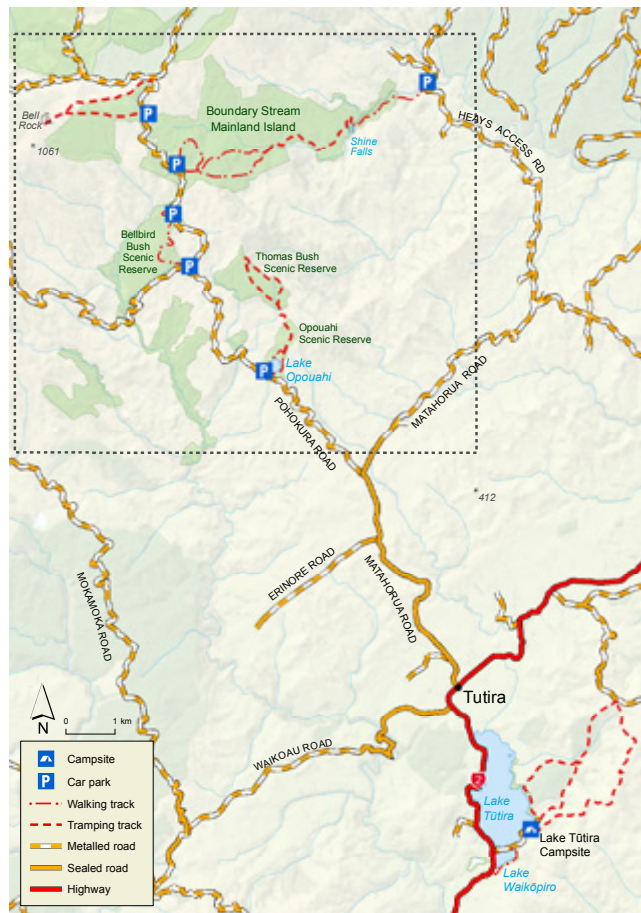 P
HEAYS ACCESS RD
Boundary Stream
Mainland Island
Bell
Rock
P
1061
Shine
Falls
P
P
Bellbird
Bush
Scenic
Reserve
P
Thomas Bush
Scenic Reserve
Opouahi
Scenic Reserve
P
Lake
Opouahi
MATAHORUA ROAD
POHOKURA ROAD
412
ERINORE ROAD
MATAHORUA ROAD
MOKAMOKA ROAD
Tutira
WAIKOAU ROAD
2
Lake
Tūtira
Lake Tūtira
Campsite
Lake
Waikōpiro
N
0 1 km
Campsite
P Car park
Walking track
Tramping track
Metalled road
Sealed road
Highway